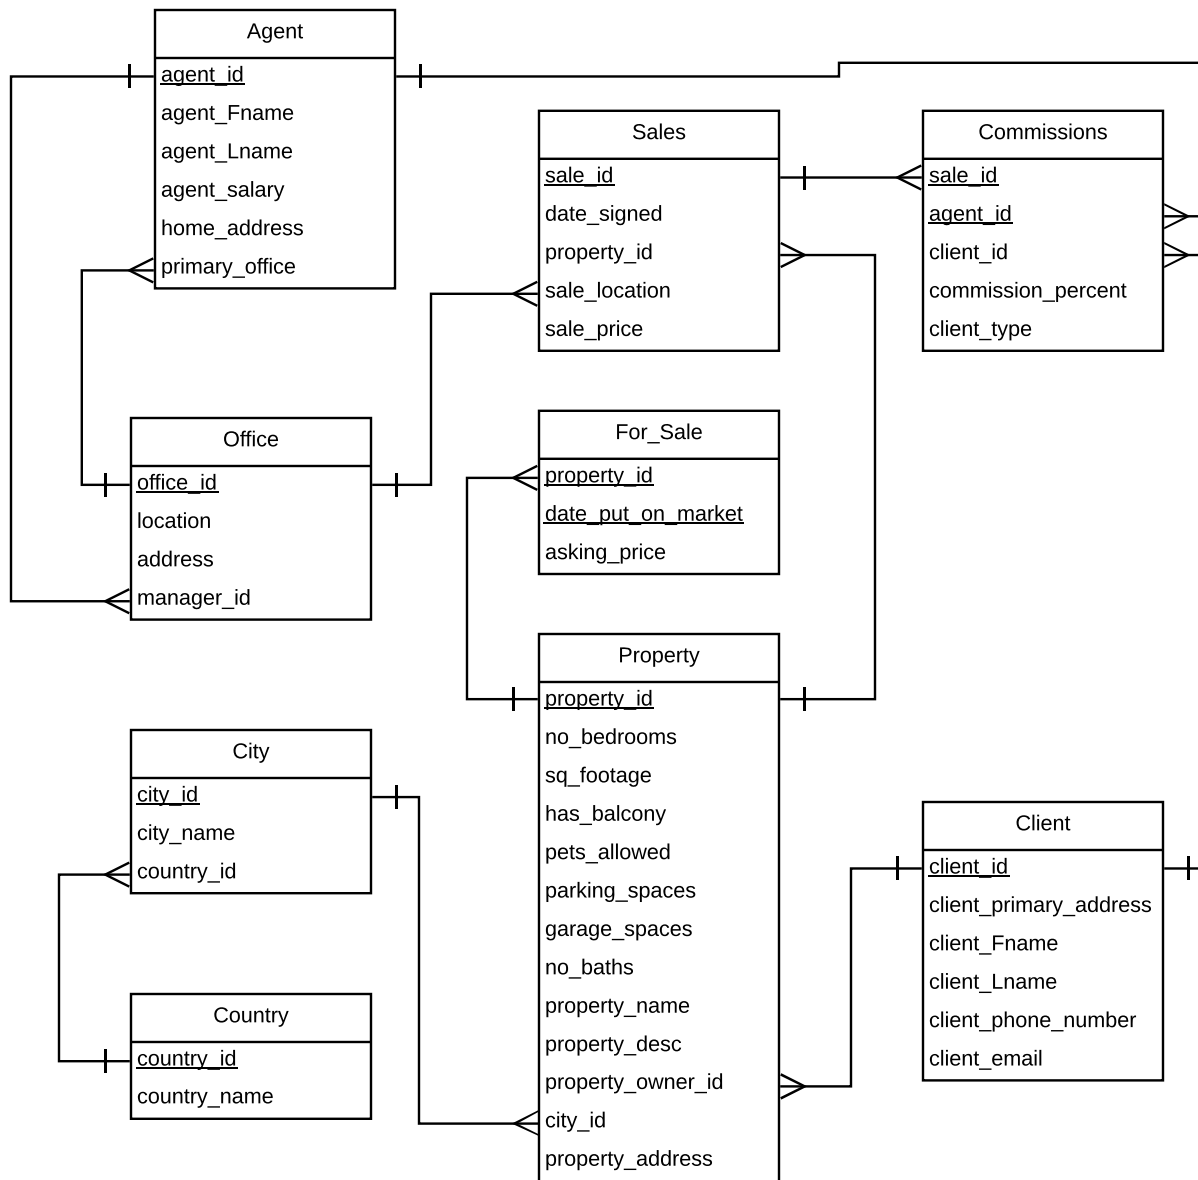 Agent
agent_id
agent_Fname
agent_Lname
agent_salary
home_address
primary_office
Sales
sale_id
date_signed
property_id
sale_location
sale_price
Commissions
sale_id
agent_id
client_id
commission_percent
client_type
Office
office_id
location
address
manager_id
For_Sale
property_id
date_put_on_market
asking_price
Property
property_id
no_bedrooms
sq_footage
has_balcony
pets_allowed
parking_spaces
garage_spaces
no_baths
property_name
property_desc
property_owner_id
city_id
property_address
City
city_id
city_name
country_id
Country
country_id
country_name
Client
client_id
client_primary_address
client_Fname
client_Lname
client_phone_number
client_email